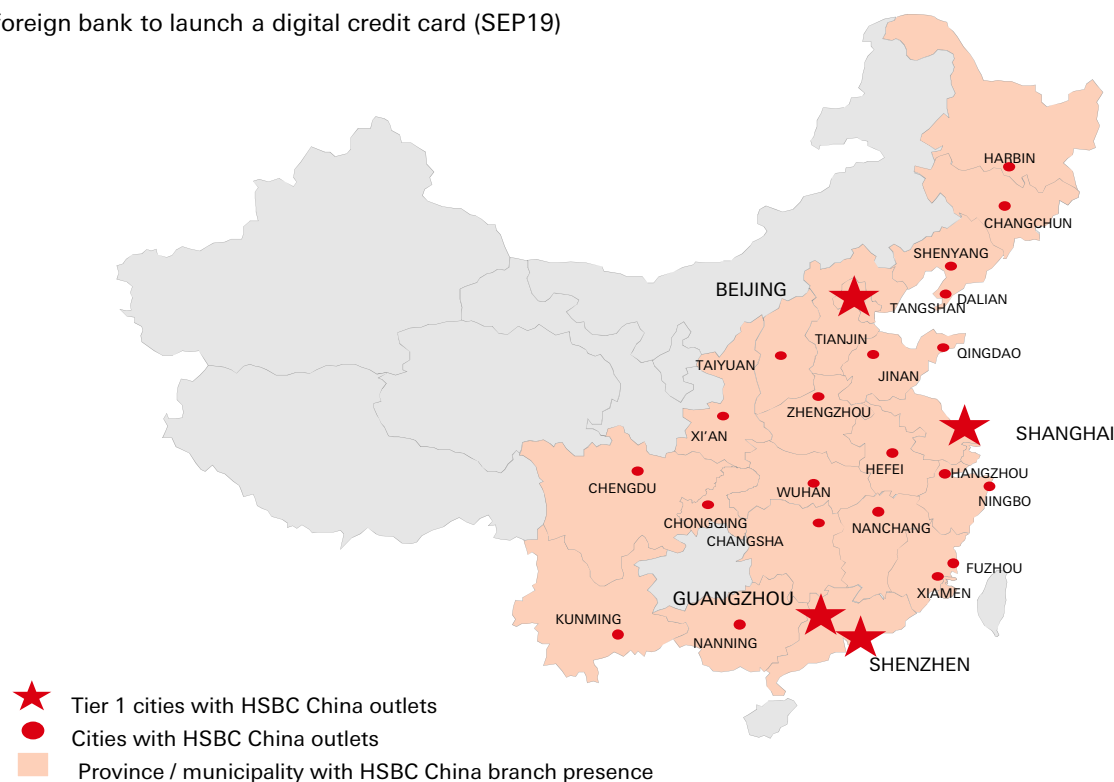 foreign bank to launch a digital credit card (SEP19)
HARBIN
CHANGCHUN
SHENYANG
BEIJING
DALIAN
TANGSHAN
TIANJIN
QINGDAO
TAIYUAN
JINAN
ZHENGZHOU
SHANGHAI
XI'AN
HEFEI
HANGZHOU
CHENGDU
WUHAN
NINGBO
CHONGQING
NANCHANG
CHANGSHA
FUZHOU
XIAMEN
GUANGZHOU
KUNMING
NANNING
SHENZHEN
Tier 1 cities with HSBC China outlets
Cities with HSBC China outlets
Province / municipality with HSBC China branch presence